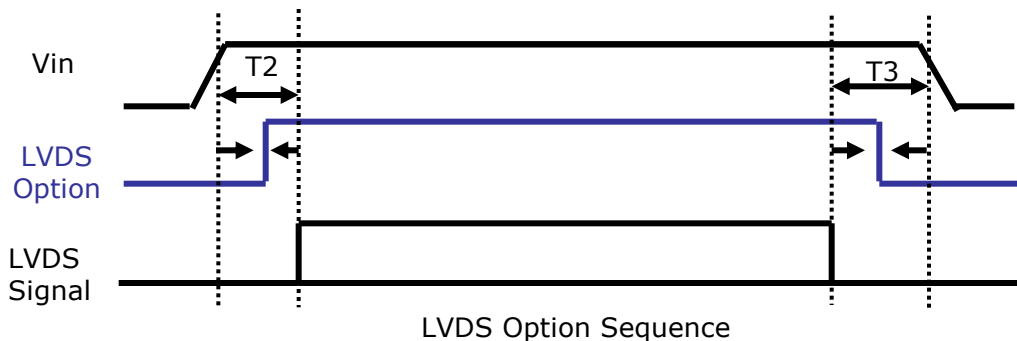 Vin
T2
T3
LVDS
Option
LVDS
Signal
LVDS Option Sequence